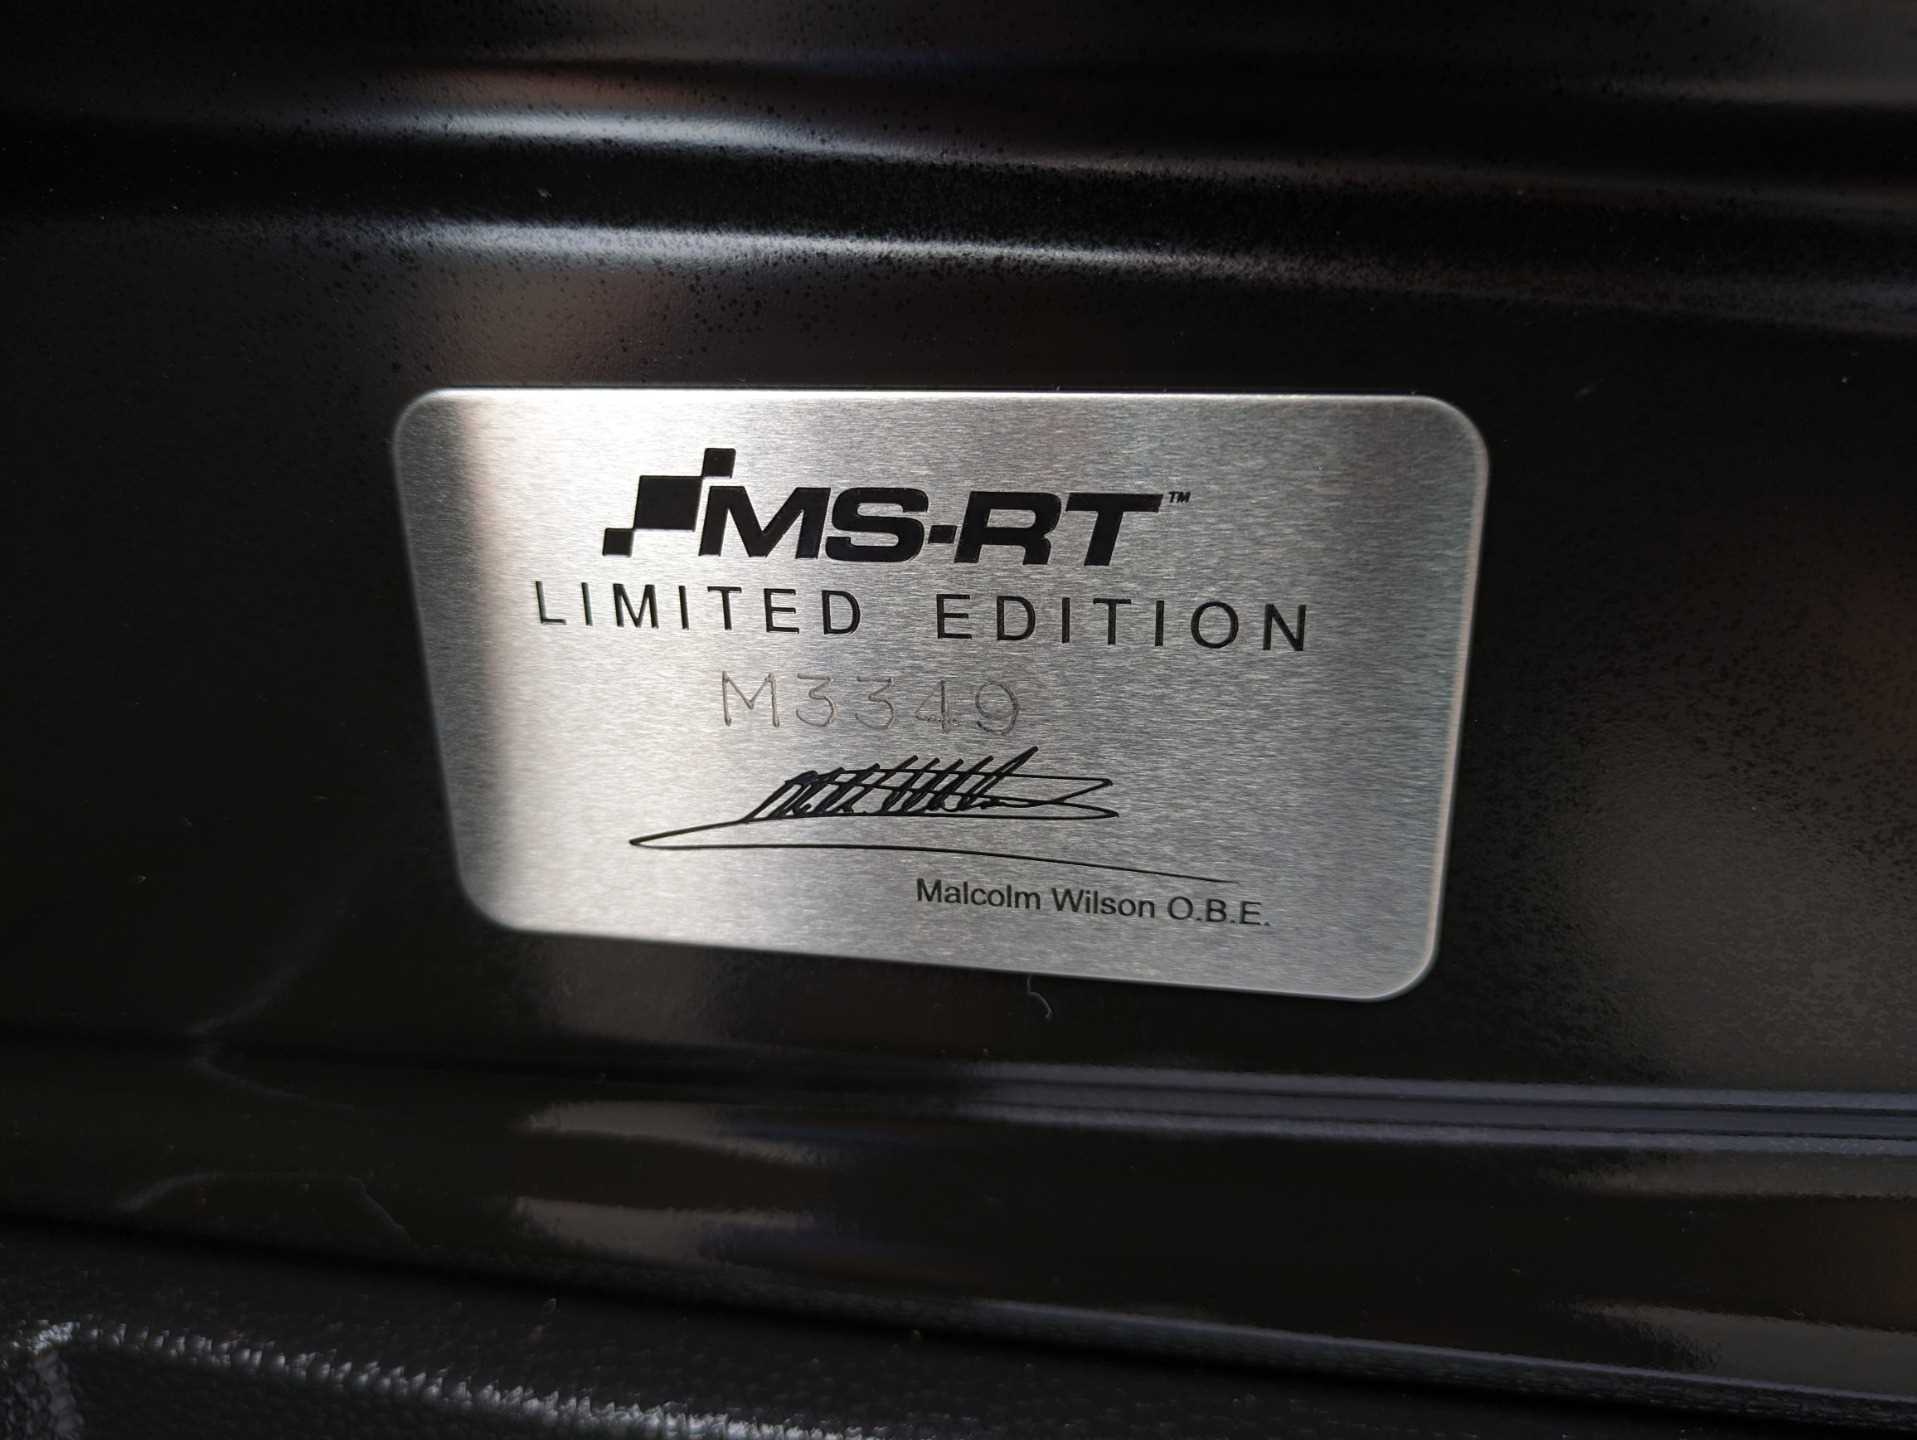 MS-RT™
LIMITED EDITION
M3349
Malcolm Wilson O.B.E.